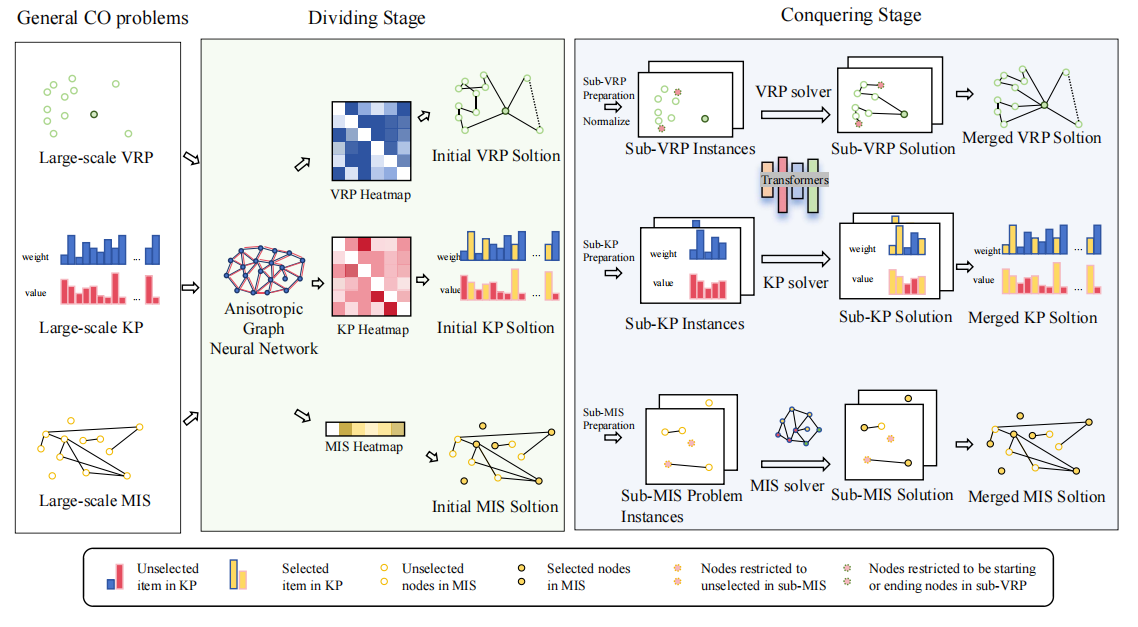 General CO problems
Dividing Stage
Conquering Stage
Large-scale VRP
VRP Heatmap
Initial VRP Soltion
Sub-VRP
Preparation
Normalize
Sub-VRP Instances
VRP solver
Sub-VRP Solution
Merged VRP Soltion
Transformers
weight
value
...
...
Large-scale KP
Anisotropic
Graph
Neural Network
KP Heatmap
weight
value
...
...
Initial KP Soltion
Sub-KP
Preparation
weight
value
Sub-KP Instances
KP solver
weight
value
Sub-KP Solution
weight
value
...
...
Merged KP Soltion
Large-scale MIS
MIS Heatmap
Initial MIS Soltion
Sub-MIS
Preparation
Sub-MIS Problem
Instances
MIS solver
Sub-MIS Solution
Merged MIS Soltion
Unselected
item in KP
Selected
item in KP
Unselected
nodes in MIS
Selected nodes
in MIS
Nodes restricted to
unselected in sub-MIS
Nodes restricted to be starting
or ending nodes in sub-VRP